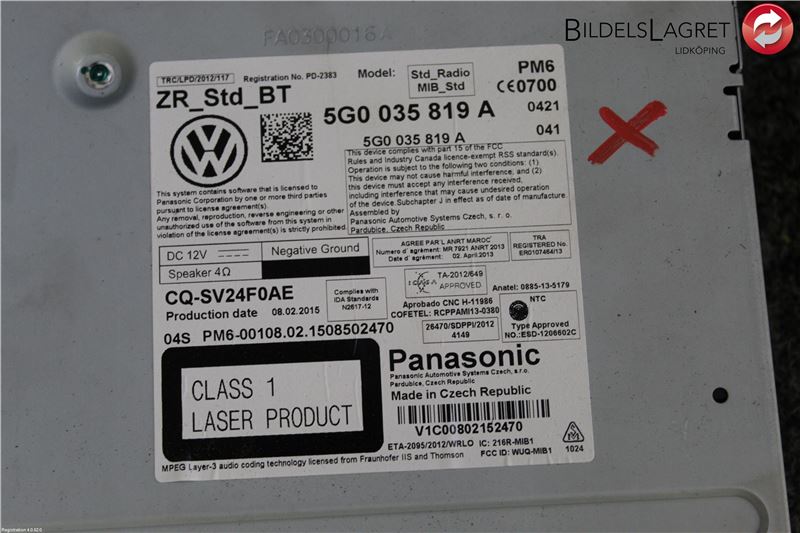 BILDELSLAGRET
LIDKÖPING
FA0300016A
TRC/LPD/2012/117
Registration No. PD-2383
Model:
Std_Radio
MIB_Std
PM6
CE0700
ZR_Std_BT
5G0 035 819 A
0421
5G0 035 819 A
041
This device complies with part 15 of the FCC
Rules and Industry Canada licence-exempt RSS standard(s).
Operation is subject to the following two conditions: (1)
This device may not cause harmful interference, and (2)
this device must accept any interference received,
including interference that may cause undesired operation
of the device.Subchapter J in effect as of date of manufacture.
Assembled by
Panasonic Automotive Systems Czech, s. r. o.
Pardubice, Czech Republic
This system contains software that is licensed to
Panasonic Corporation by one or more third parties
pursuant to license agreement(s).
Any removal, reproduction, reverse engineering or other
unauthorized use of the software from this system in
violation of the license agreement(s) is strictly prohibited.
DC 12V
Negative Ground
Speaker 4Ω
AGREE PAR'L ANRT MAROC
Numero d`agrément: MR 7921 ANRT 2013
Date d`agrément: 02. April.2013
TRA
REGISTERED No.
ER0107464/13
CQ-SV24F0AE
Production date 08.02.2015
Complies with
IDA Standards
N2617-12
ICASA
TA-2012/649
APPROVED
Anatel: 0885-13-5179
Aprobado CNC H-11986
COFETEL: RCPPAMI13-0380
NTC
04S PM6-00108.02.1508502470
26470/SDPPI/2012
4149
Type Approved
NO.:ESD-1206602C
CLASS 1
LASER PRODUCT
Panasonic
Panasonic Automotive Systems Czech, s.r.o.
Pardubice, Czech Republic
Made in Czech Republic
V1C00802152470
ETA-2095/2012/WRLO IC: 216R-MIB1
FCC ID: WUQ-MIB1
1024
MPEG Layer-3 audio coding technology licensed from Fraunhofer IIS and Thomson
Registration 4.0.62.0